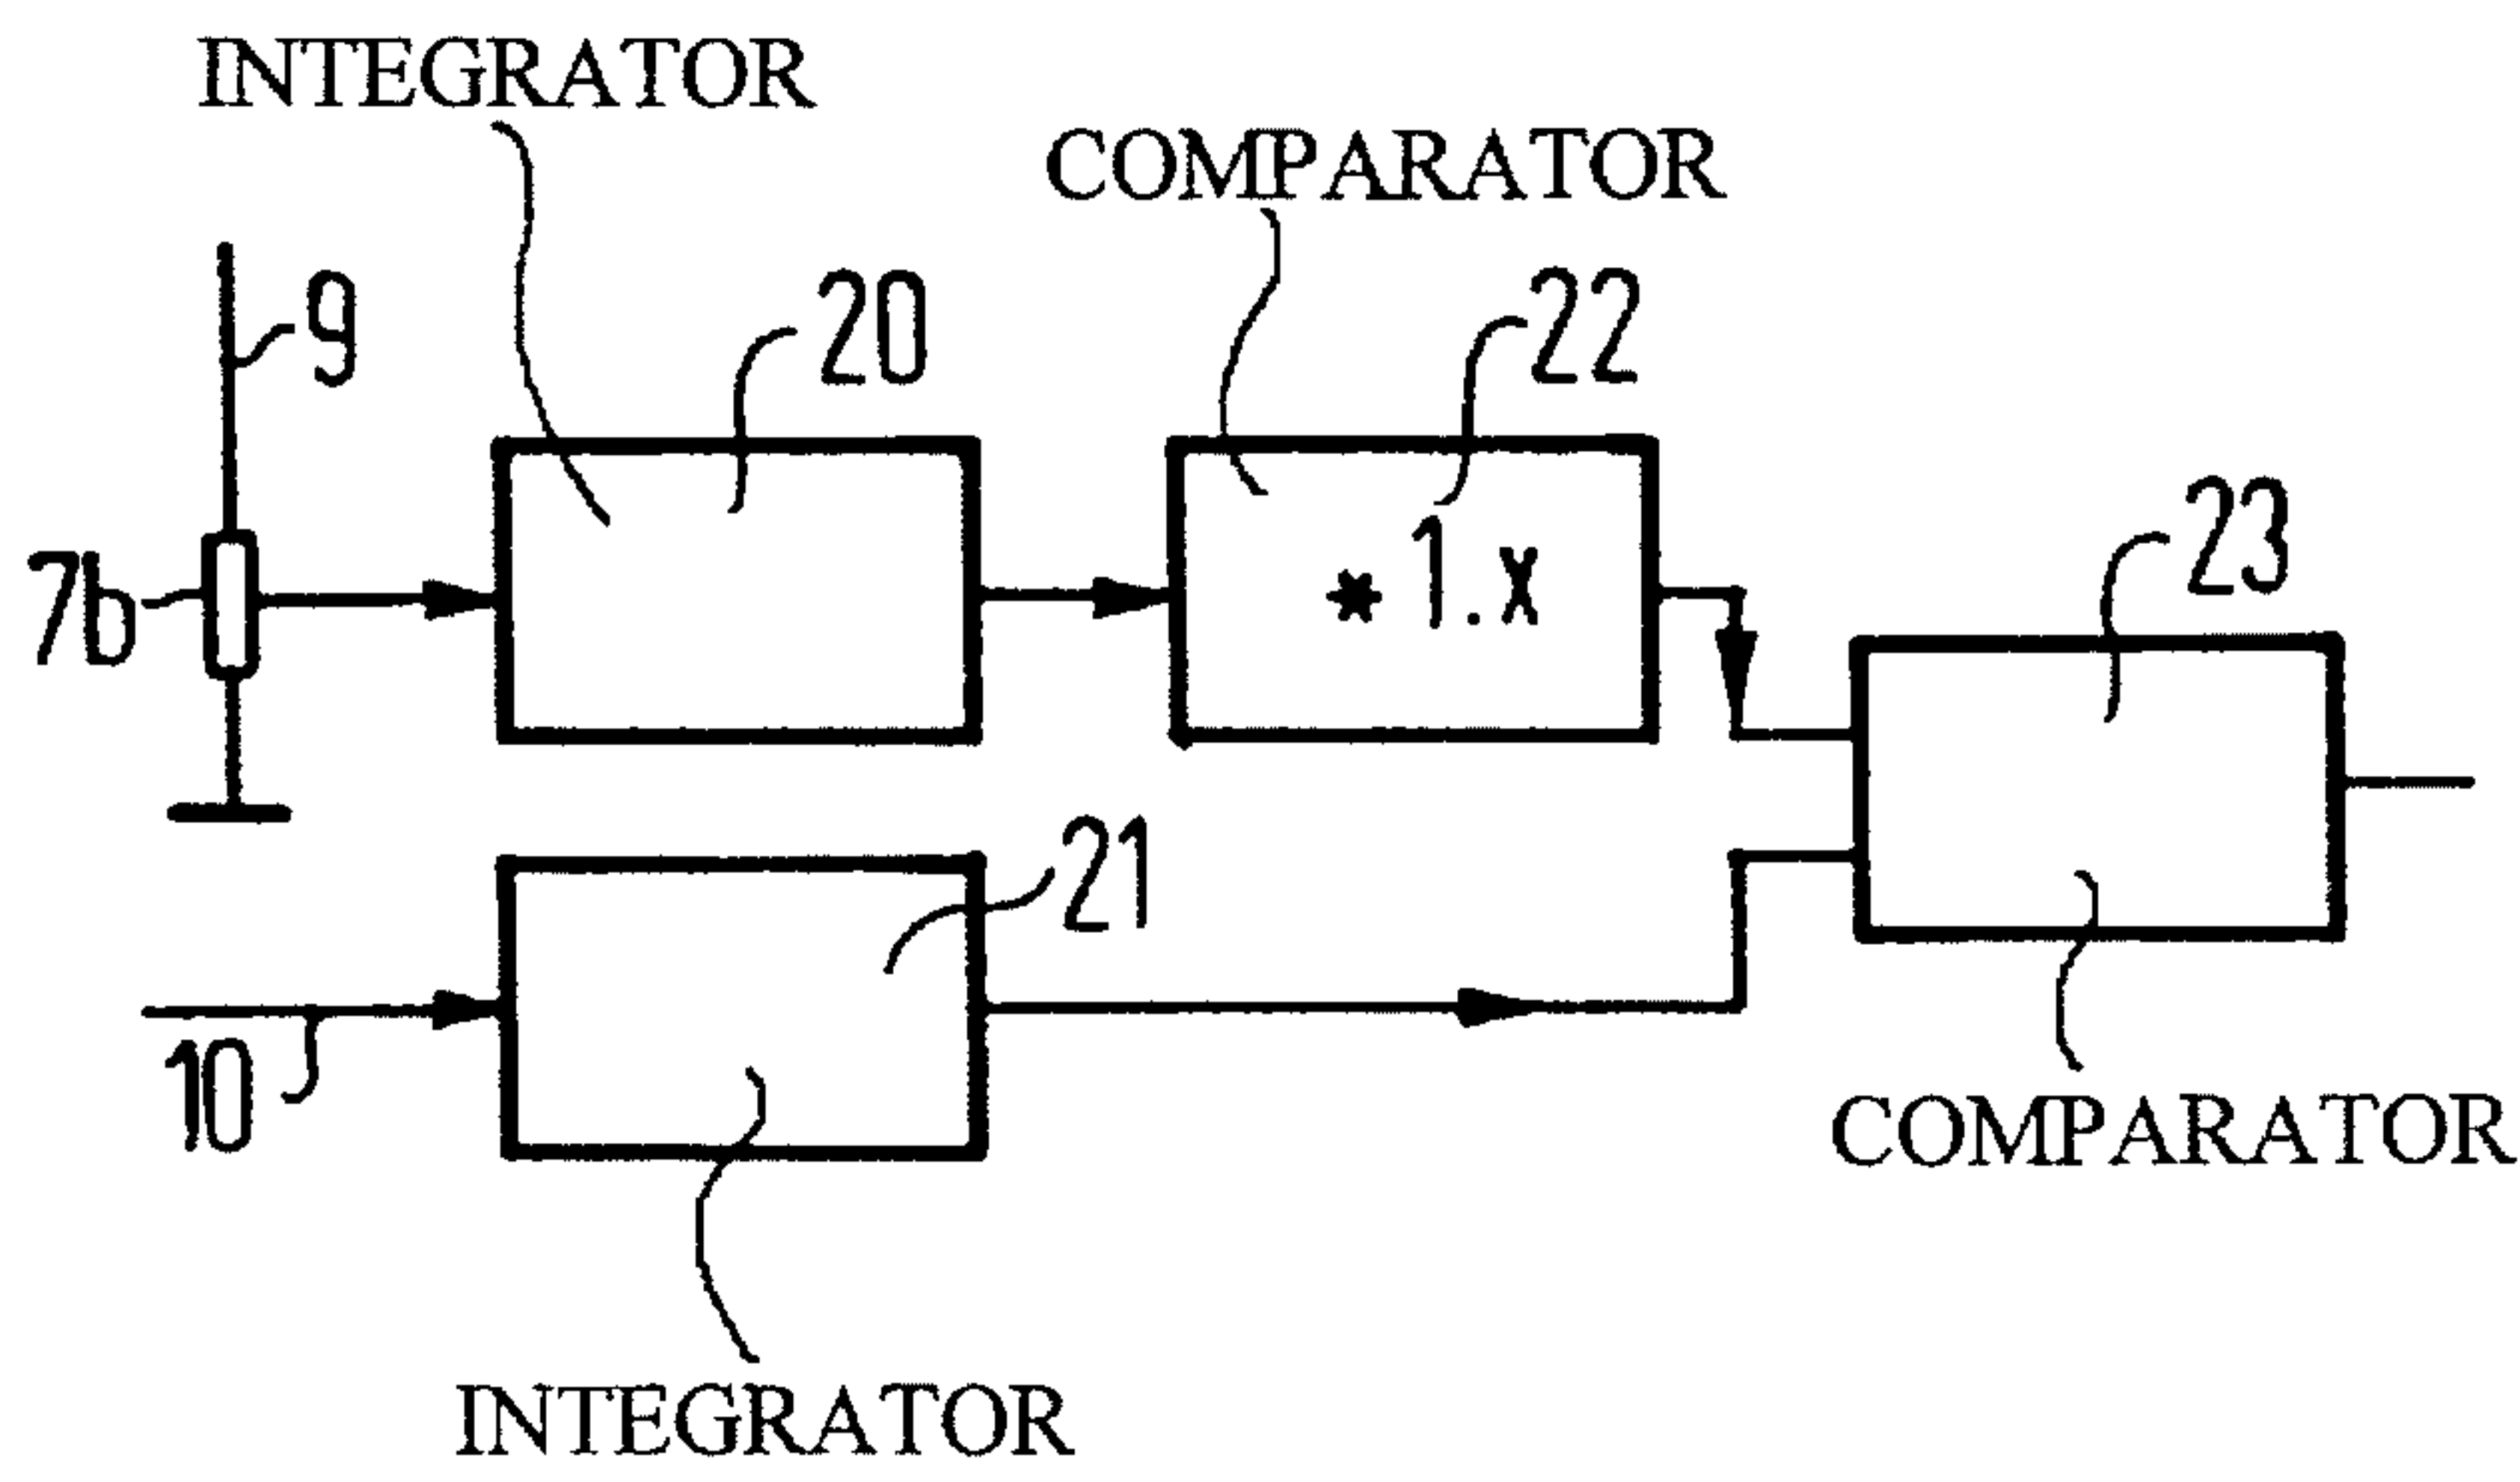 INTEGRATOR
COMPARATOR
9
20
22
7b
* 1.x
23
21
10
COMPARATOR
INTEGRATOR